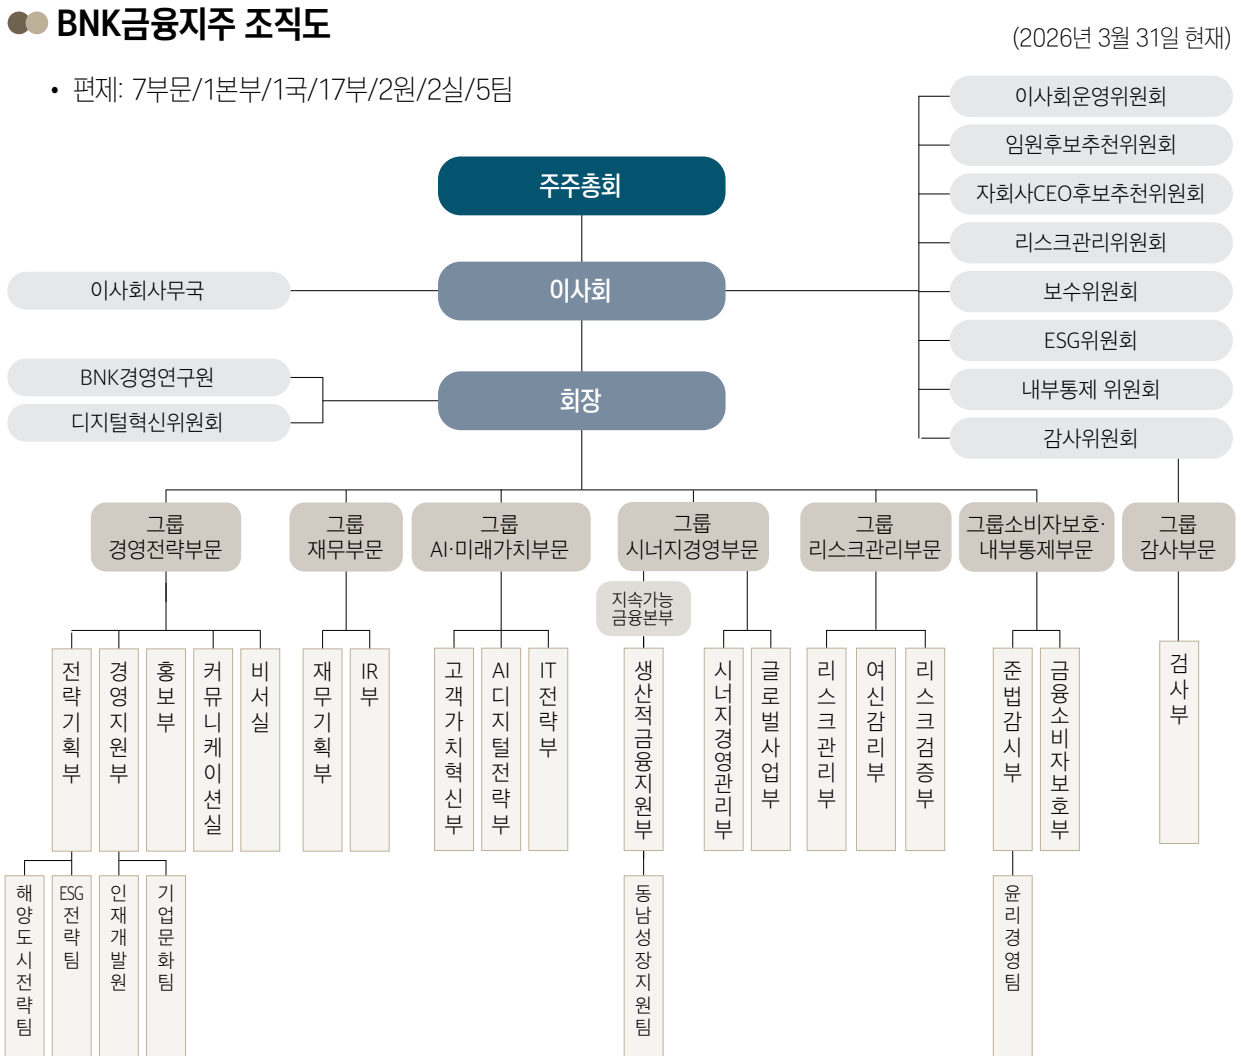 BNK금융지주 조직도
(2026년 3월 31일 현재)
• 편제: 7부문/1본부/1국/17부/2원/2실/5팀
이사회운영위원회
임원후보추천위원회
자회사CEO후보추천위원회
리스크관리위원회
보수위원회
ESG위원회
내부통제 위원회
감사위원회
주주총회
이사회
이사회사무국
회장
BNK경영연구원
디지털혁신위원회
그룹
경영전략부문
그룹
재무부문
그룹
AI·미래가치부문
그룹
시너지경영부문
그룹
리스크관리부문
그룹소비자보호·
내부통제부문
그룹
감사부문
지속가능
금융본부
전략기획부
경영지원부
홍보부
커뮤니케이션실
비서실
재무기획부
IR부
고객가치혁신부
AI디지털전략부
IT전략부
생산적금융지원부
시너지경영관리부
글로벌사업부
리스크관리부
여신감리부
리스크검증부
준법감시부
금융소비자보호부
검사부
해양도시전략팀
ESG전략팀
인재개발원
기업문화팀
동남성장지원팀
윤리경영팀